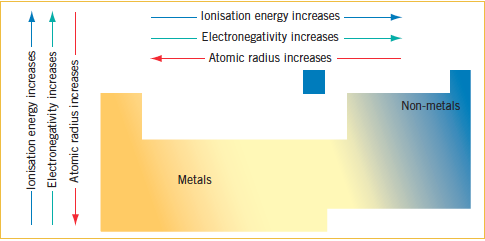 Ionisation energy increases
Electronegativity increases
Atomic radius increases
Ionisation energy increases
Electronegativity increases
Atomic radius increases
Non-metals
Metals